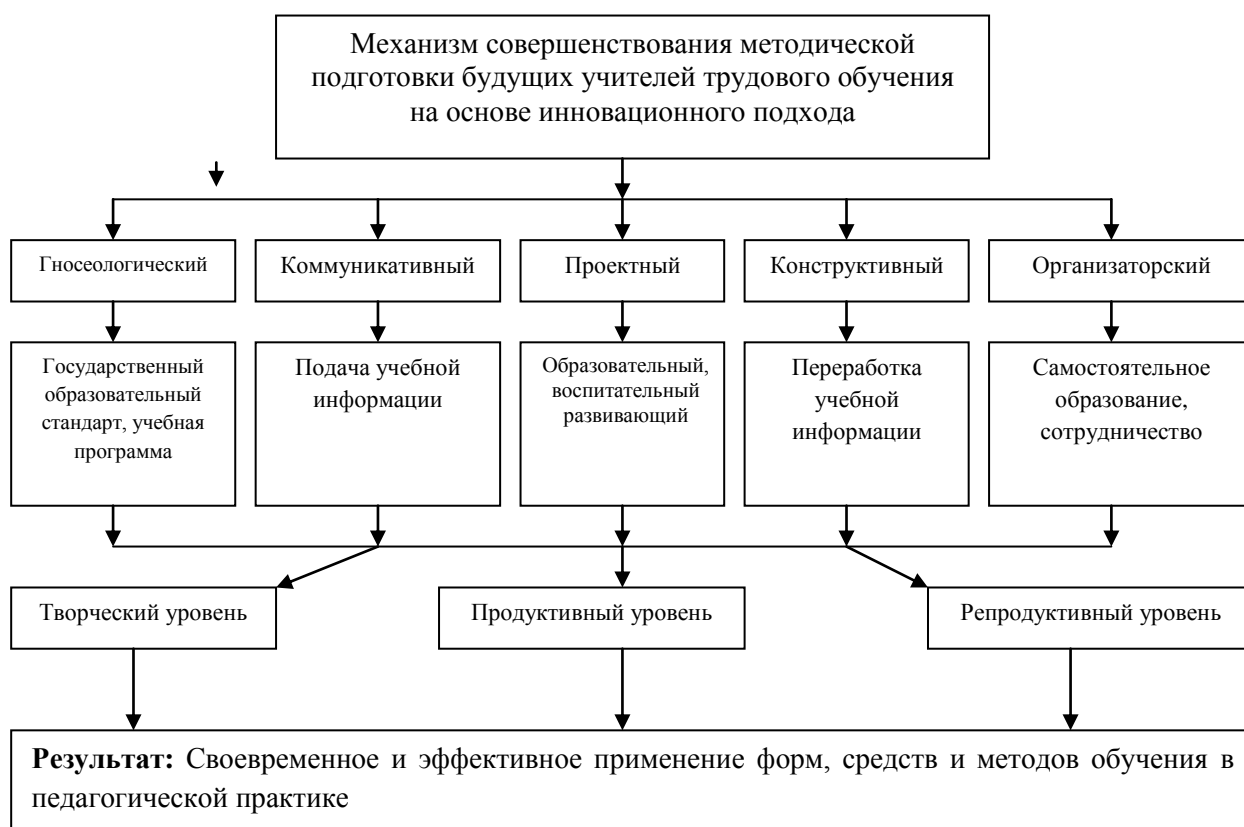 Механизм совершенствования методической
подготовки будущих учителей трудового обучения
на основе инновационного подхода
Гносеологический
Коммуникативный
Проектный
Конструктивный
Организаторский
Государственный
образовательный
стандарт, учебная
программа
Подача учебной
информации
Образовательный,
воспитательный
развивающий
Переработка
учебной
информации
Самостоятельное
образование,
сотрудничество
Творческий уровень
Продуктивный уровень
Репродуктивный уровень
Результат: Своевременное и эффективное применение форм, средств и методов обучения в
педагогической практике